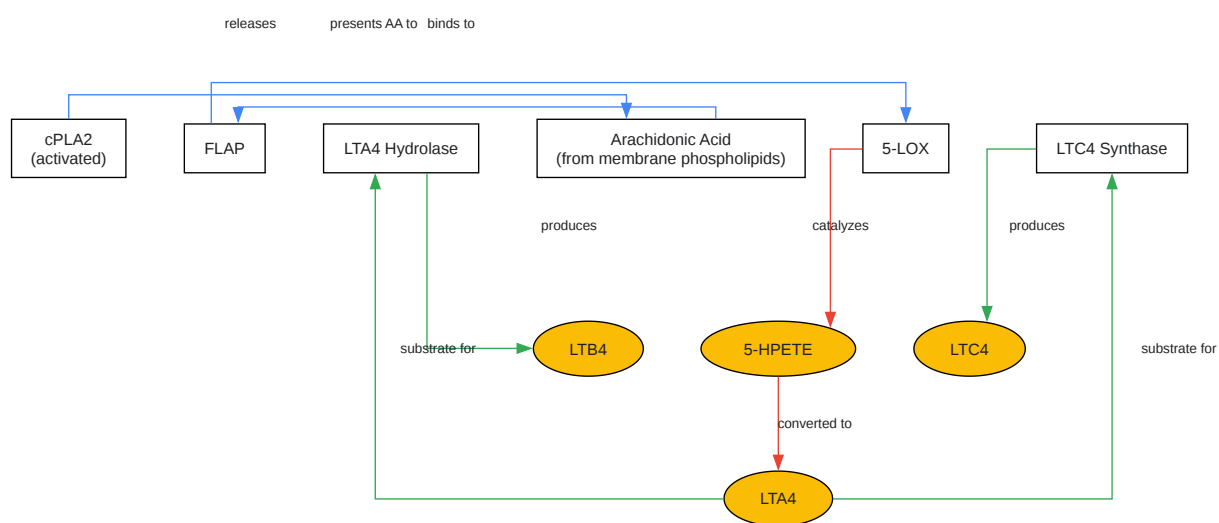 releases
presents AA to
binds to
cPLA2
(activated)
FLAP
LTA4 Hydrolase
Arachidonic Acid
(from membrane phospholipids)
5-LOX
LTC4 Synthase
produces
catalyzes
produces
substrate for
LTB4
5-HPETE
LTC4
substrate for
converted to
LTA4